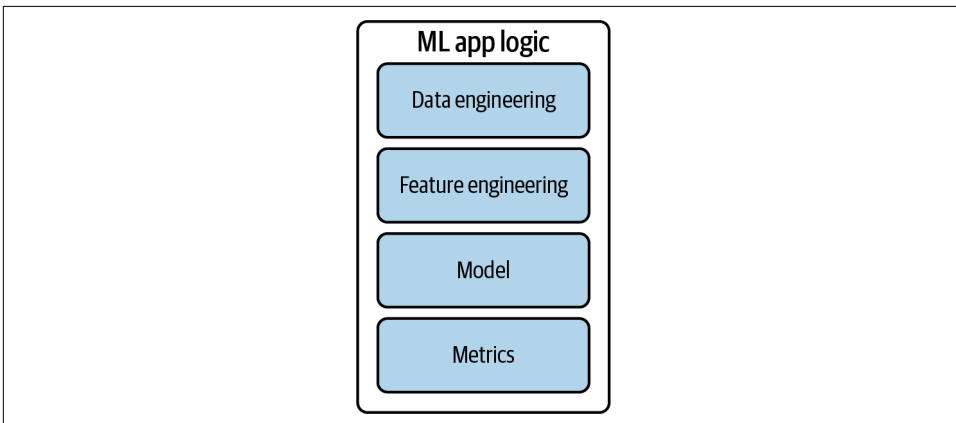 ML app logic
Data engineering
Feature engineering
Model
Metrics